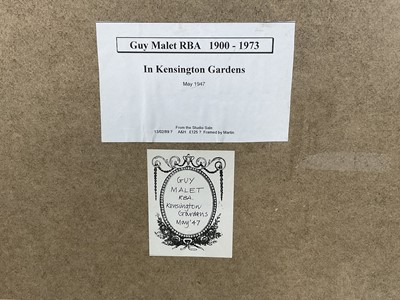 Guy Malet RBA 1900 - 1973
In Kensington Gardens
May 1947
From the Studio Sale
A&H £125 ? Framed by Martin
GUY
MALET
RBA.
Kensington
Gardens
May '47